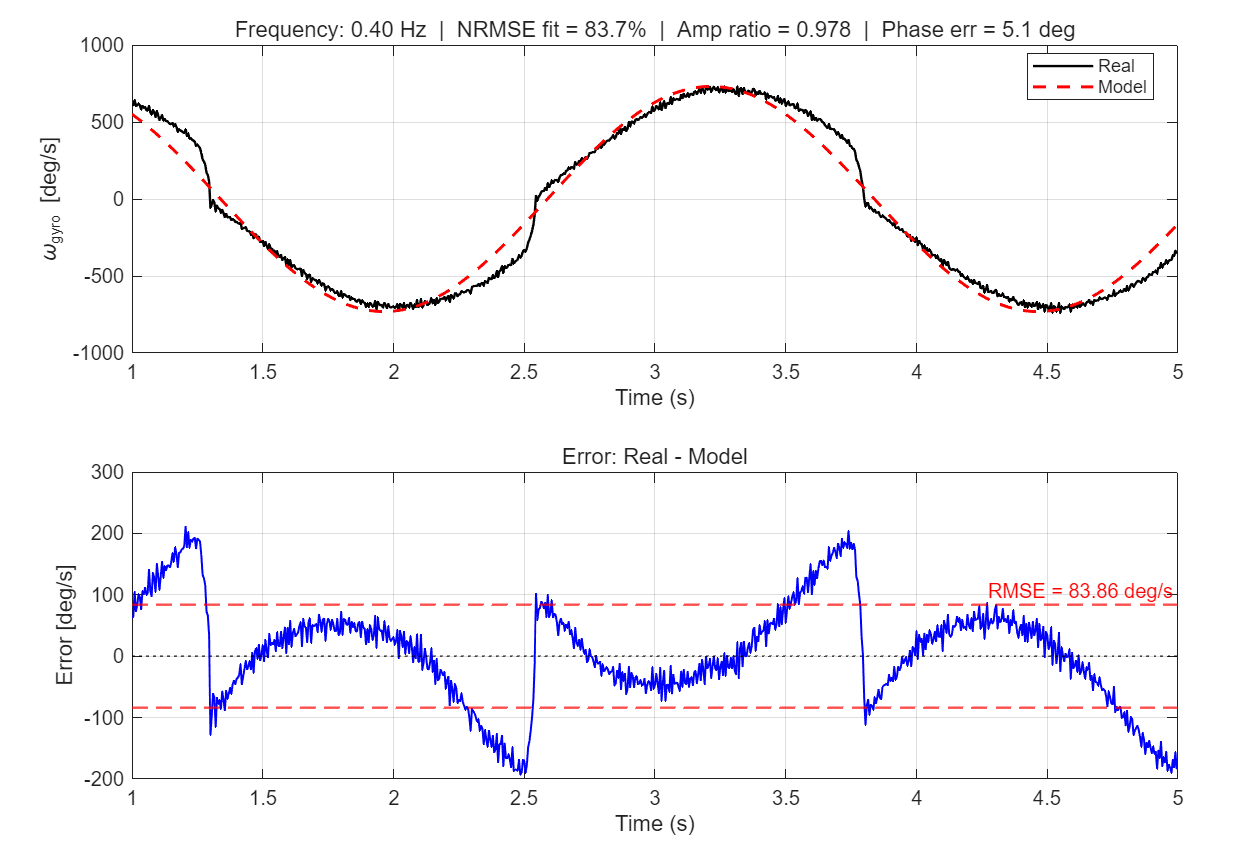 Frequency: 0.40 Hz | NRMSE fit = 83.7% | Amp ratio = 0.978 | Phase err = 5.1 deg
1000
500
0
-500
-1000
ω_gyro [deg/s]
Real
Model
1 1.5 2 2.5 3 3.5 4 4.5 5
Time (s)
Error: Real - Model
300
200
100
0
-100
-200
Error [deg/s]
RMSE = 83.86 deg/s
1 1.5 2 2.5 3 3.5 4 4.5 5
Time (s)